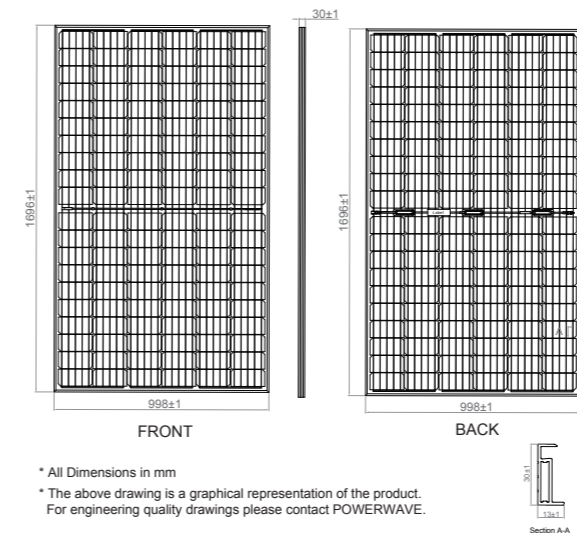 30±1
1696±1
1696±1
Label
A
998±1
998±1
FRONT
BACK
30±1
13±1
Section A-A
* All Dimensions in mm
* The above drawing is a graphical representation of the product.
For engineering quality drawings please contact POWERWAVE.